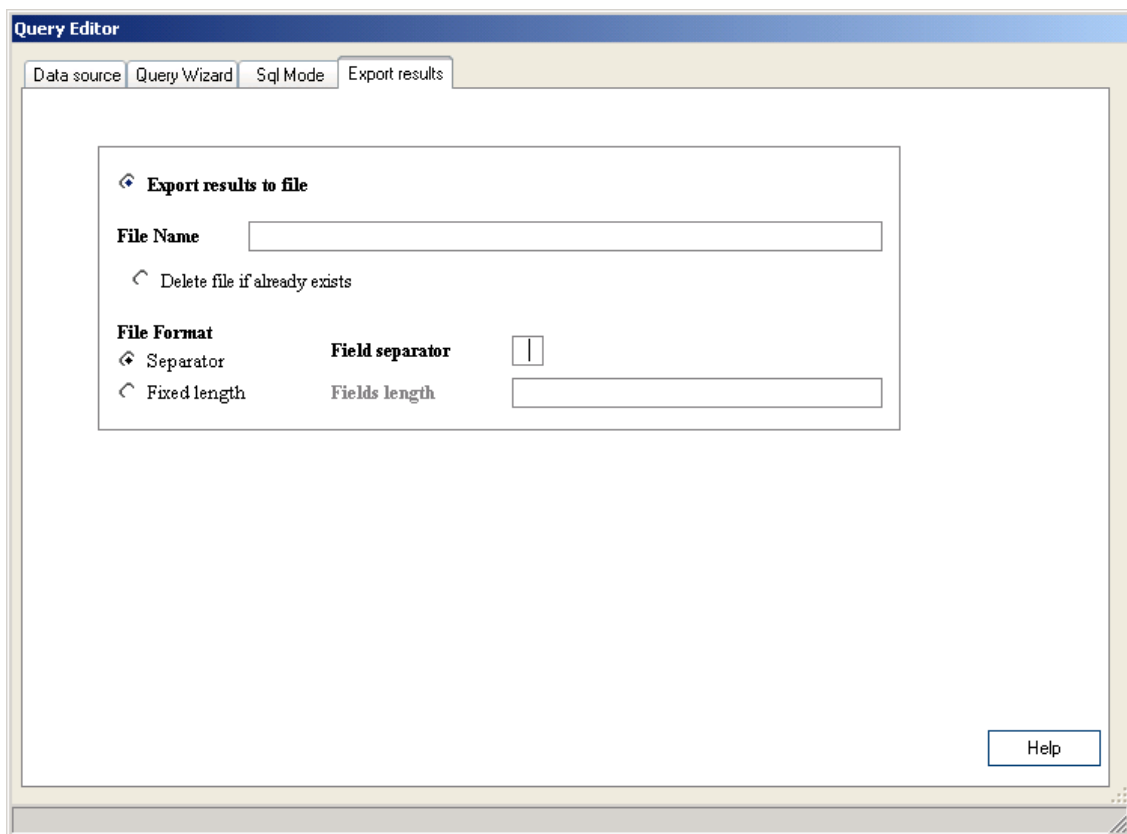 Query Editor
Data source Query Wizard Sql Mode Export results
Export results to file
File Name
Delete file if already exists
File Format
Separator Field separator |
Fixed length Fields length
Help